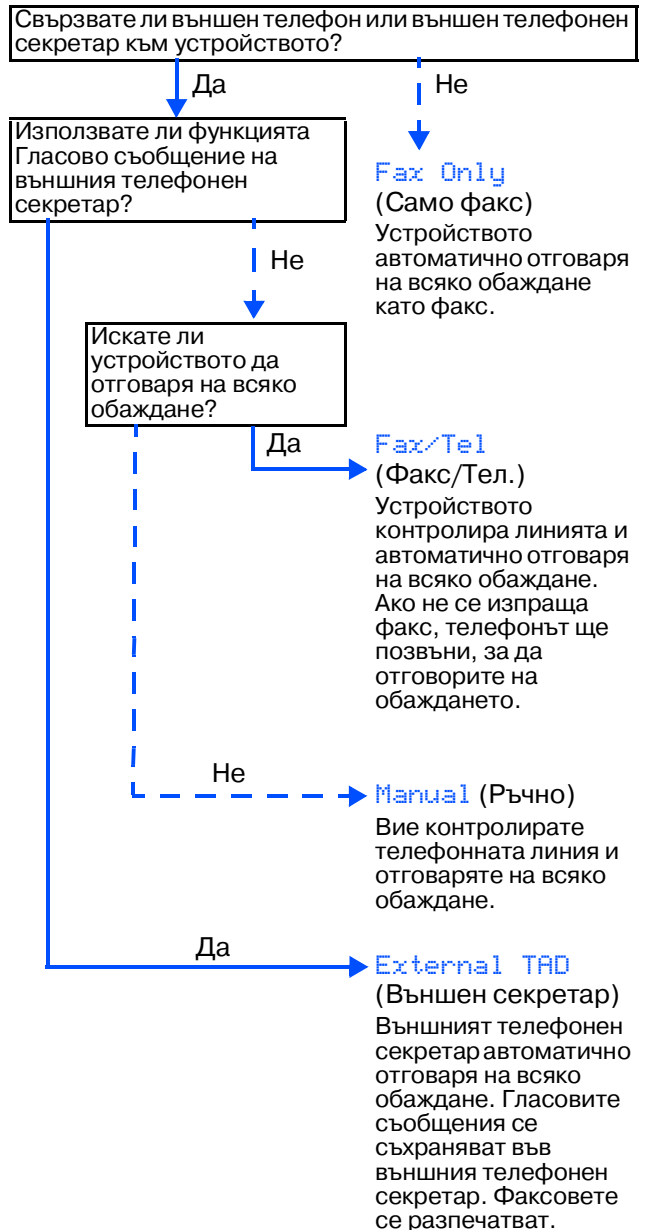 Свързвате ли външен телефон или външен телефонен
секретар към устройството?
Да
Не
Използвате ли функцията
Гласово съобщение на
външния телефонен
секретар?
Fax Only
(Само факс)
Устройството
автоматично отговаря
на всяко обаждане
като факс.
Не
Искате ли
устройството да
отговаря на всяко
обаждане?
Да
Fax/Tel
(Факс/Тел.)
Устройството
контролира линията и
автоматично отговаря
на всяко обаждане.
Ако не се изпраща
факс, телефонът ще
позвъни, за да
отговорите на
обаждането.
Не
Manual (Ръчно)
Вие контролирате
телефонната линия и
отговаряте на всяко
обаждане.
Да
External TAD
(Външен секретар)
Външният телефонен
секретар автоматично
отговаря на всяко
обаждане. Гласовите
съобщения се
съхраняват във
външния телефонен
секретар. Факсовете
се разпечатват.